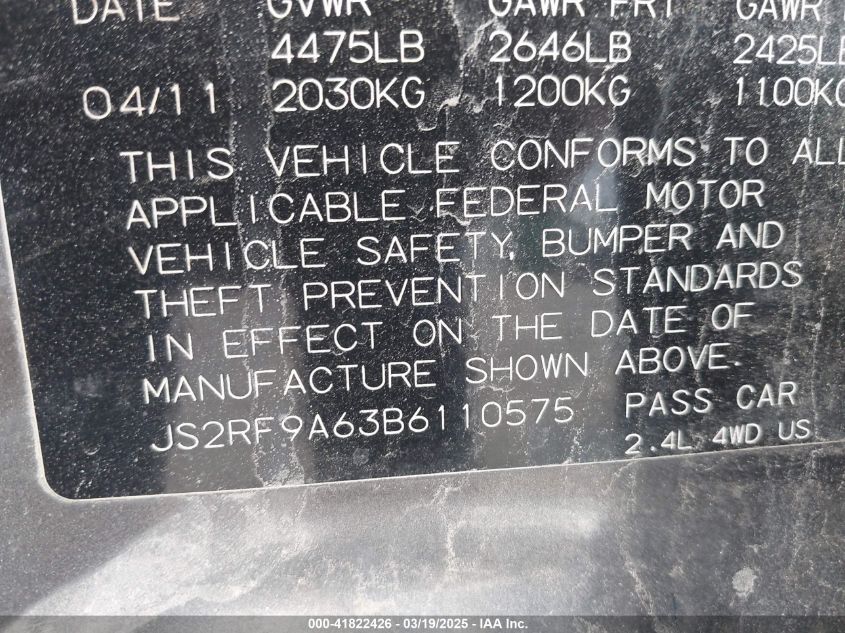 DATE GVWR GAWR FRT GAWR
4475LB 2646LB 2425LB
04/11 2030KG 1200KG 1100KG
THIS VEHICLE CONFORMS TO ALL
APPLICABLE FEDERAL MOTOR
VEHICLE SAFETY, BUMPER AND
THEFT PREVENTION STANDARDS
IN EFFECT ON THE DATE OF
MANUFACTURE SHOWN ABOVE.
JS2RF9A63B6110575 PASS CAR
2.4L 4WD US
000-41822426 - 03/19/2025 - IAA Inc.